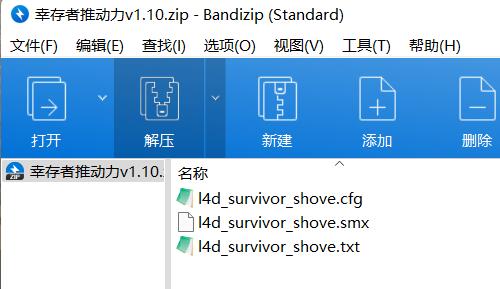 幸存者推动力v1.10.zip - Bandizip (Standard)
文件(F) 编辑(E) 查找(I) 选项(O) 视图(V) 工具(T) 帮助(H)
打开 解压 新建 添加 删除
幸存者推动力v1.10.
名称
l4d_survivor_shove.cfg
l4d_survivor_shove.smx
l4d_survivor_shove.txt
ZIP